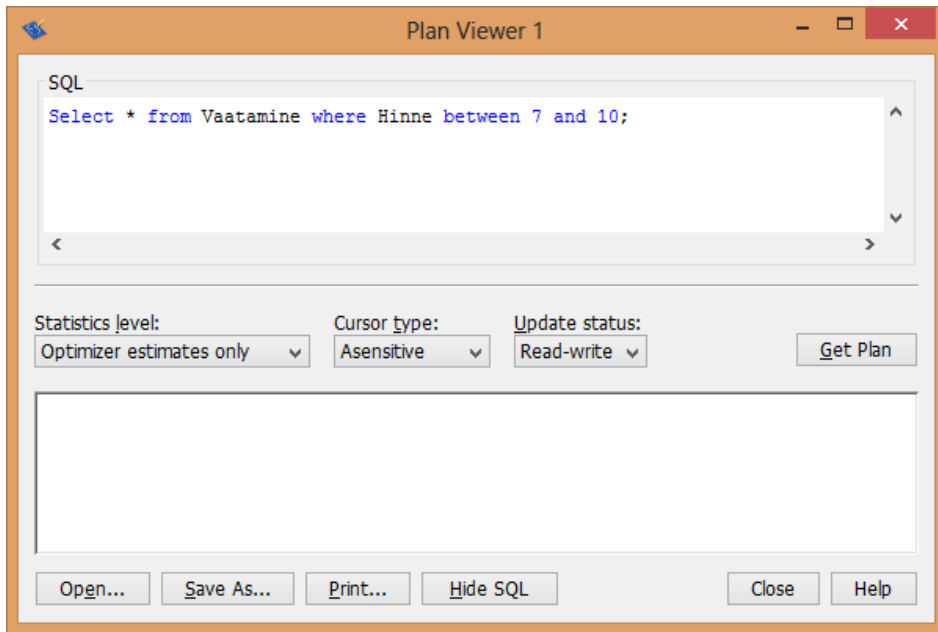 Plan Viewer 1
SQL
Select * from Vaatamine where Hinne between 7 and 10;
Statistics level: Cursor type: Update status:
Optimizer estimates only Asensitive Read-write Get Plan
Open... Save As... Print... Hide SQL Close Help